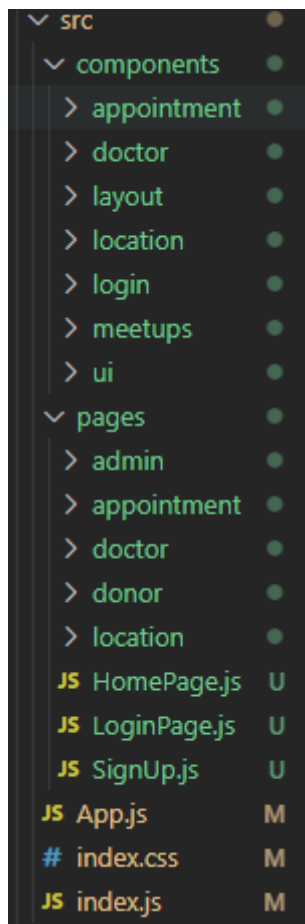 src
components
appointment
doctor
layout
location
login
meetups
ui
pages
admin
appointment
doctor
donor
location
JS HomePage.js U
JS LoginPage.js U
JS SignUp.js U
JS App.js M
# index.css M
JS index.js M